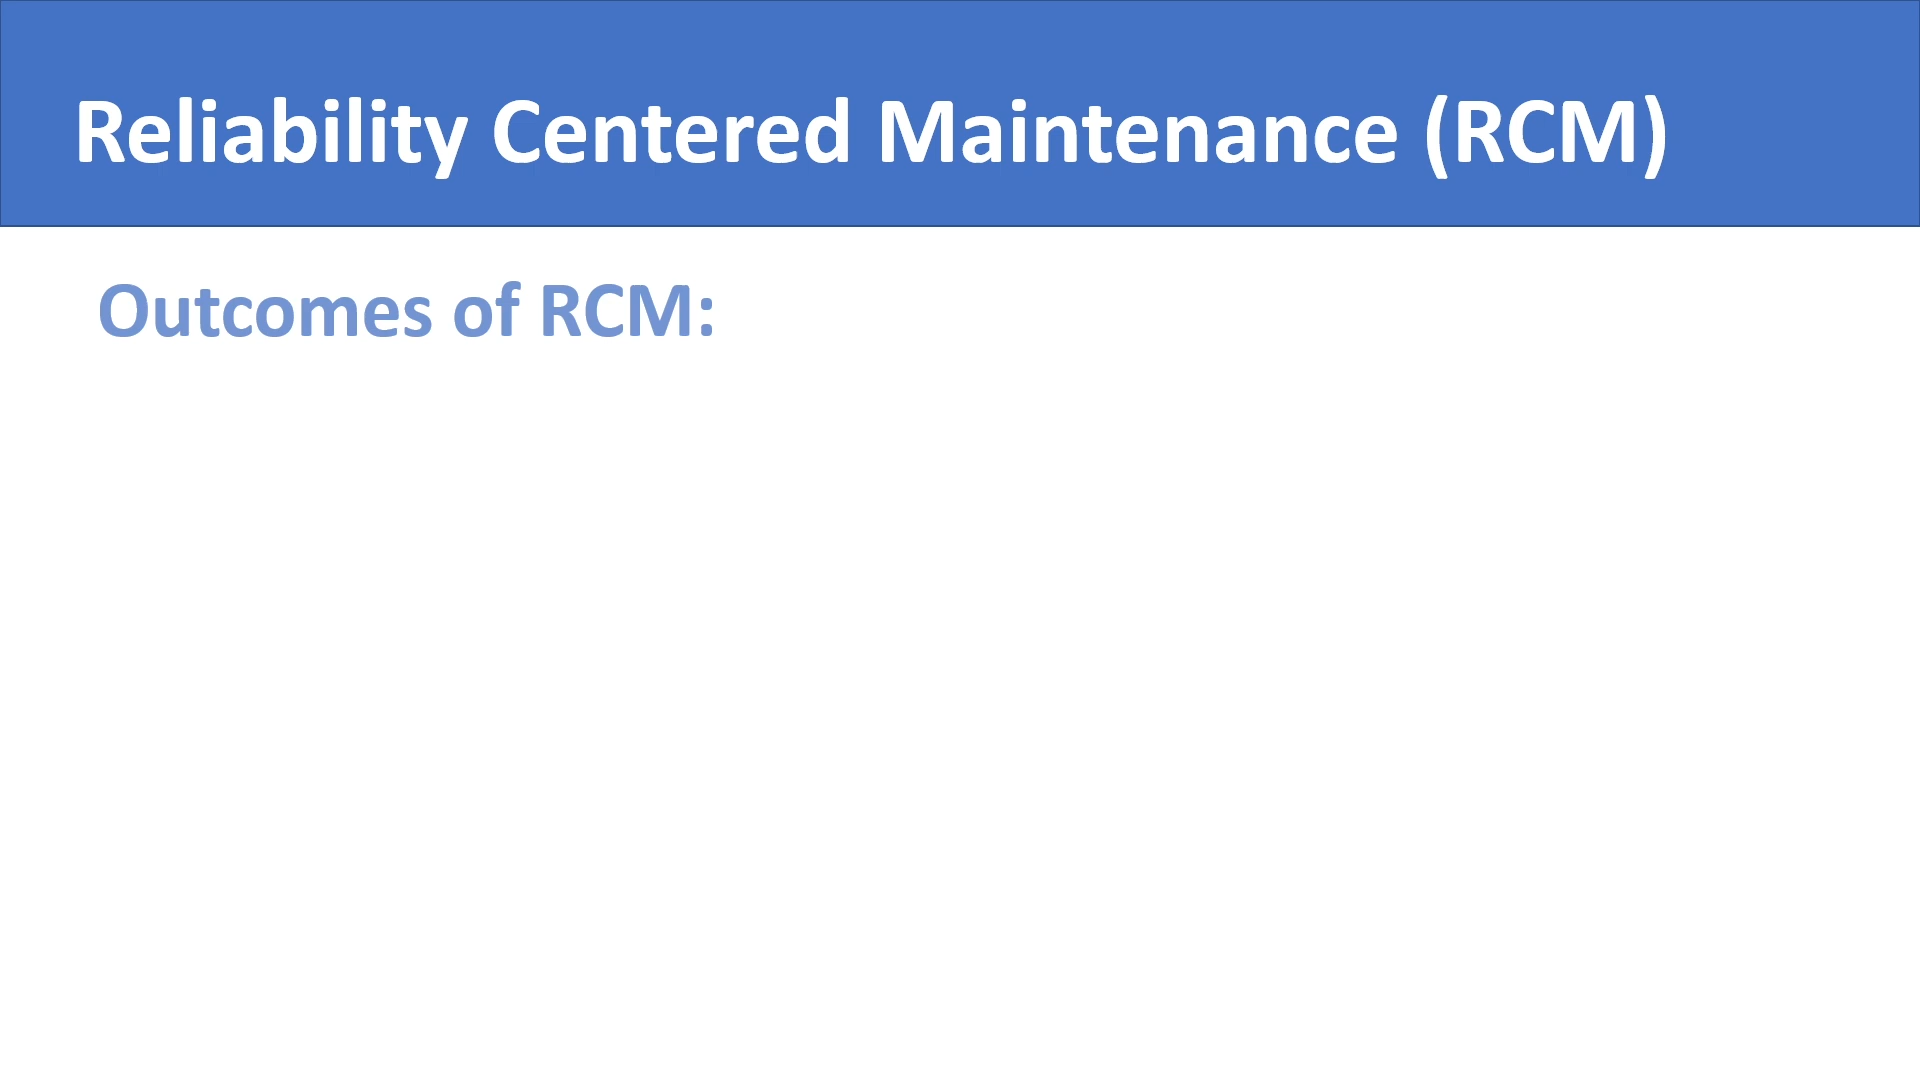 Reliability Centered Maintenance (RCM)
Outcomes of RCM: